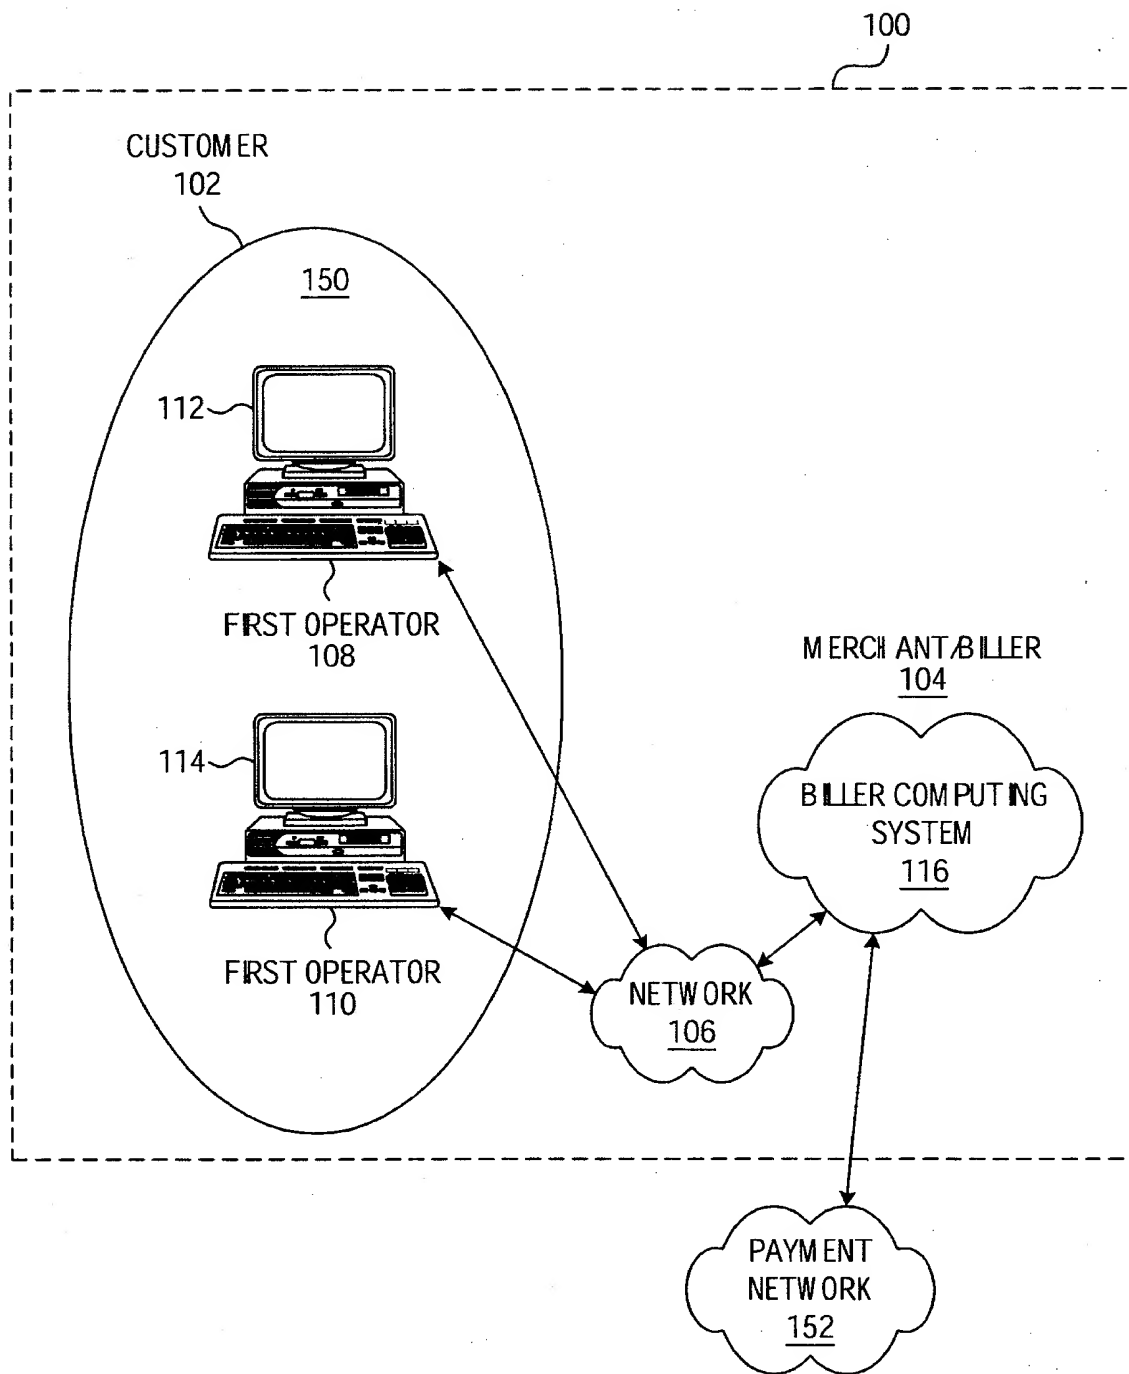 100
CUSTOMER
102
150
112
FIRST OPERATOR
108
MERCHANT/BILLER
104
114
BILLER COMPUTING
SYSTEM
116
FIRST OPERATOR
110
NETWORK
106
PAYMENT
NETWORK
152